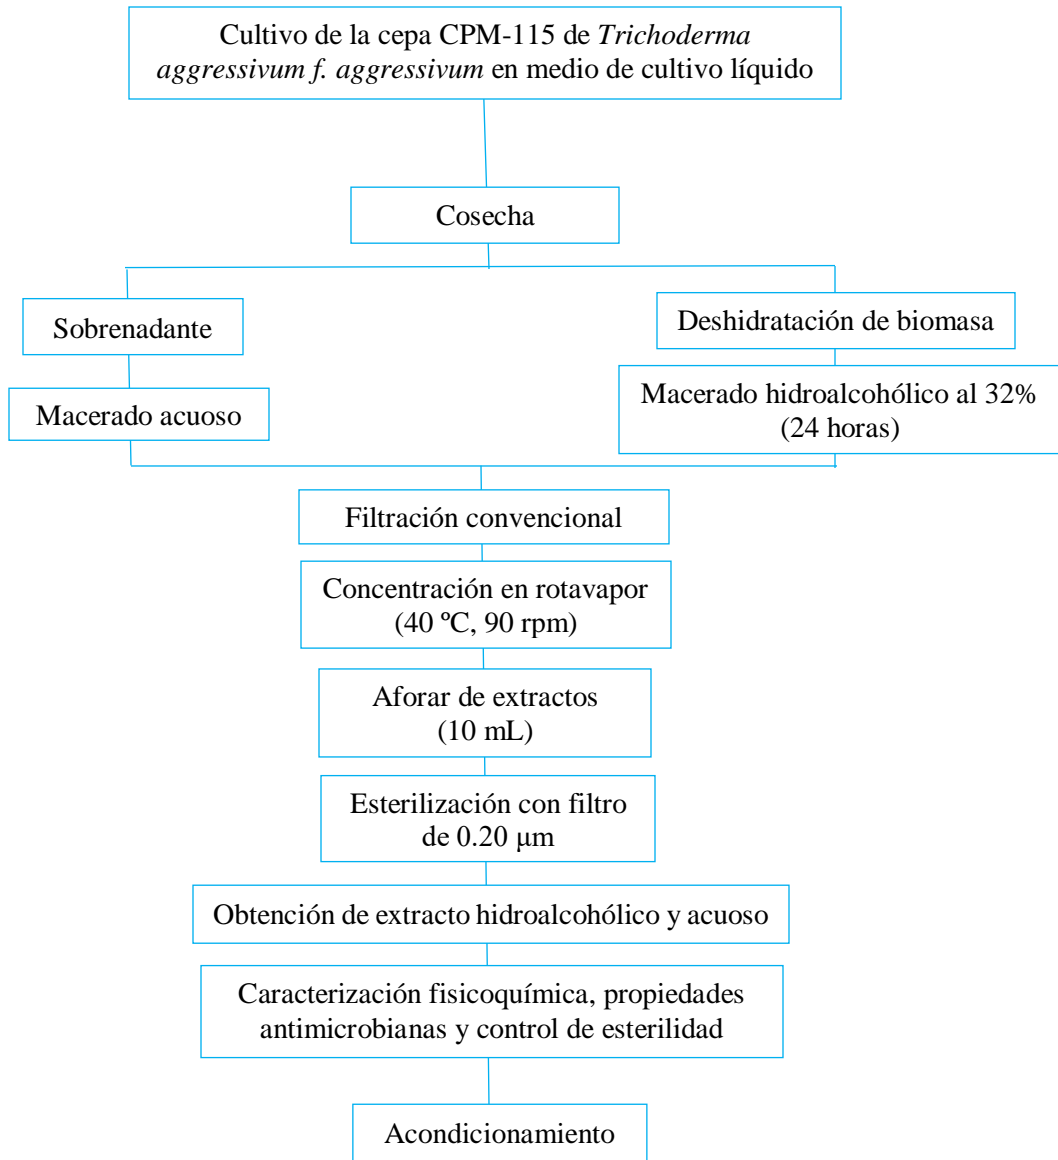 Cultivo de la cepa CPM-115 de Trichoderma
aggressivum f. aggressivum en medio de cultivo líquido
Cosecha
Sobrenadante
Macerado acuoso
Deshidratación de biomasa
Macerado hidroalcohólico al 32%
(24 horas)
Filtración convencional
Concentración en rotavapor
(40 ºC, 90 rpm)
Aforar de extractos
(10 mL)
Esterilización con filtro
de 0.20 μm
Obtención de extracto hidroalcohólico y acuoso
Caracterización fisicoquímica, propiedades
antimicrobianas y control de esterilidad
Acondicionamiento